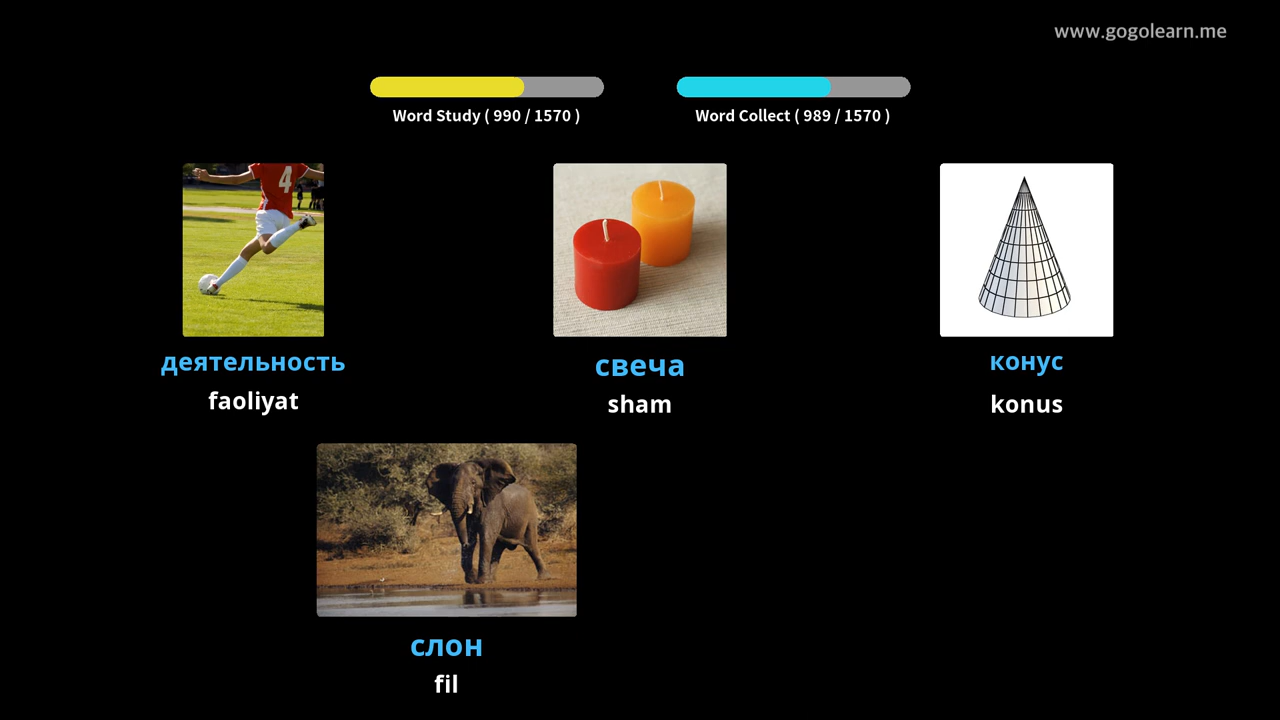 www.gogolearn.me
Word Study ( 990 / 1570 )
Word Collect ( 989 / 1570 )
4
деятельность
faoliyat
свеча
sham
конус
konus
слон
fil